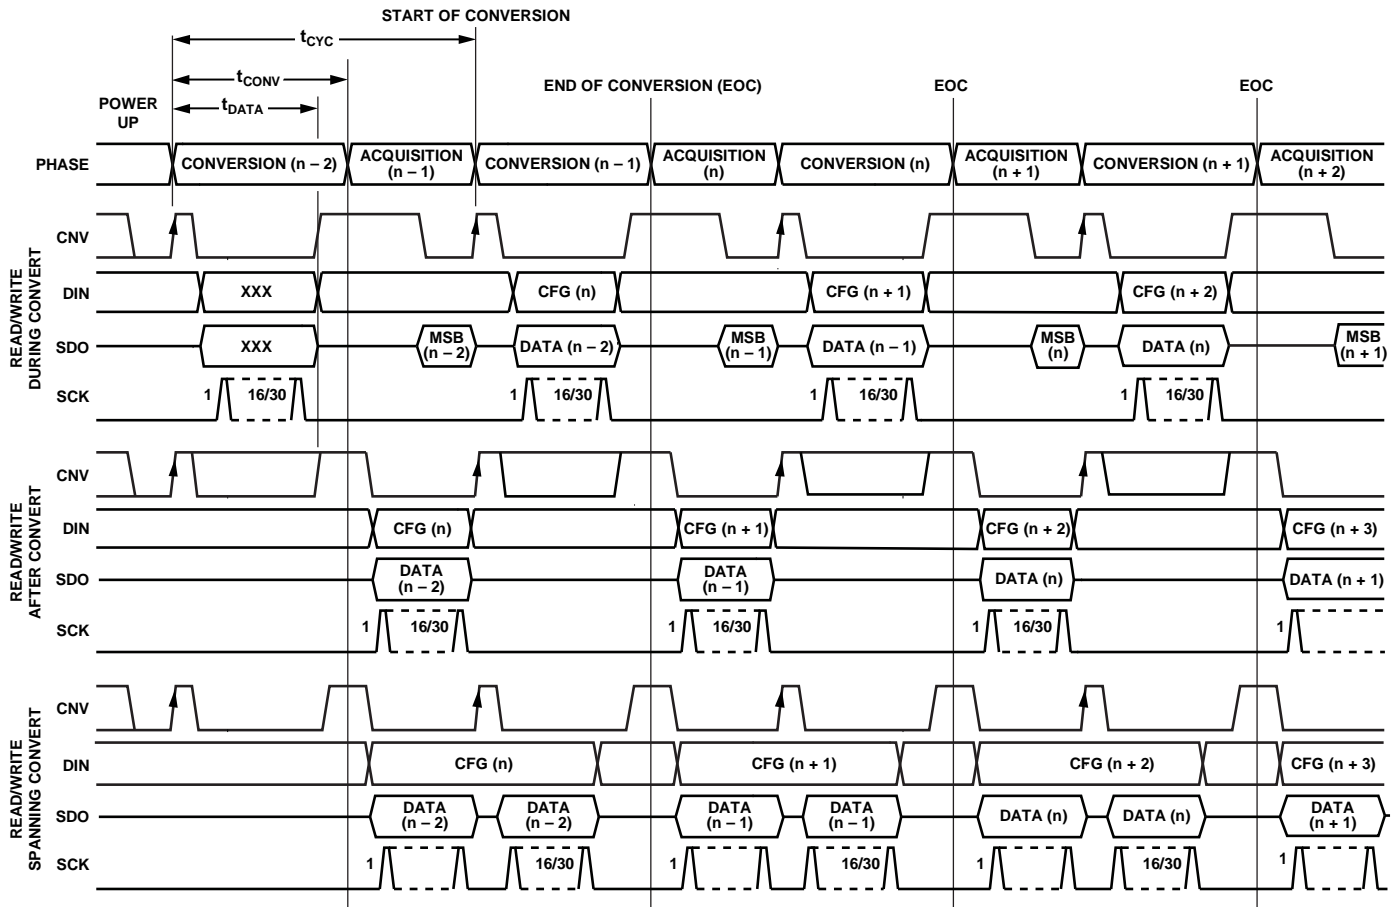 START OF CONVERSION
tCYC
tCONV
END OF CONVERSION (EOC)
EOC
EOC
POWER
UP
tDATA
PHASE
CONVERSION (n – 2)
ACQUISITION
(n – 1)
CONVERSION (n – 1)
ACQUISITION
(n)
CONVERSION (n)
ACQUISITION
(n + 1)
CONVERSION (n + 1)
ACQUISITION
(n + 2)
READ/WRITE
DURING CONVERT
CNV
DIN
XXX
CFG (n)
CFG (n + 1)
CFG (n + 2)
SDO
XXX
MSB
(n – 2)
DATA (n – 2)
MSB
(n – 1)
DATA (n – 1)
MSB
(n)
DATA (n)
MSB
(n + 1)
SCK
1
16/30
1
16/30
1
16/30
1
16/30
READ/WRITE
AFTER CONVERT
CNV
DIN
CFG (n)
CFG (n + 1)
CFG (n + 2)
CFG (n + 3)
SDO
DATA
(n – 2)
DATA
(n – 1)
DATA (n)
DATA (n + 1)
SCK
1
16/30
1
16/30
1
16/30
1
READ/WRITE
SPANNING CONVERT
CNV
DIN
CFG (n)
CFG (n + 1)
CFG (n + 2)
CFG (n + 3)
SDO
DATA
(n – 2)
DATA
(n – 2)
DATA
(n – 1)
DATA
(n – 1)
DATA (n)
DATA (n)
DATA
(n + 1)
SCK
1
16/30
1
16/30
1
16/30
1